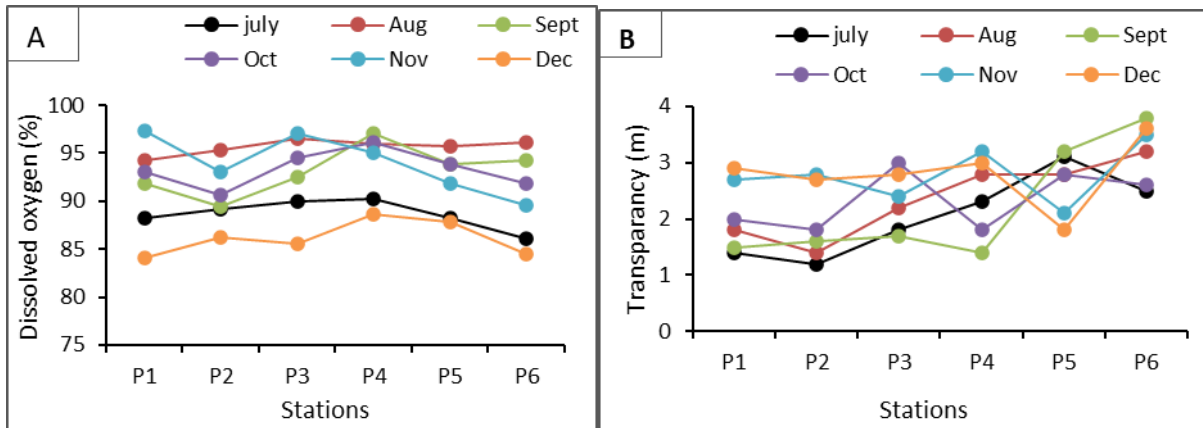 A
july Aug Sept
Oct Nov Dec
Dissolved oxygen (%)
100
95
90
85
80
75
P1 P2 P3 P4 P5 P6
Stations
B
july Aug Sept
Oct Nov Dec
Transparancy (m)
4
3
2
1
0
P1 P2 P3 P4 P5 P6
Stations